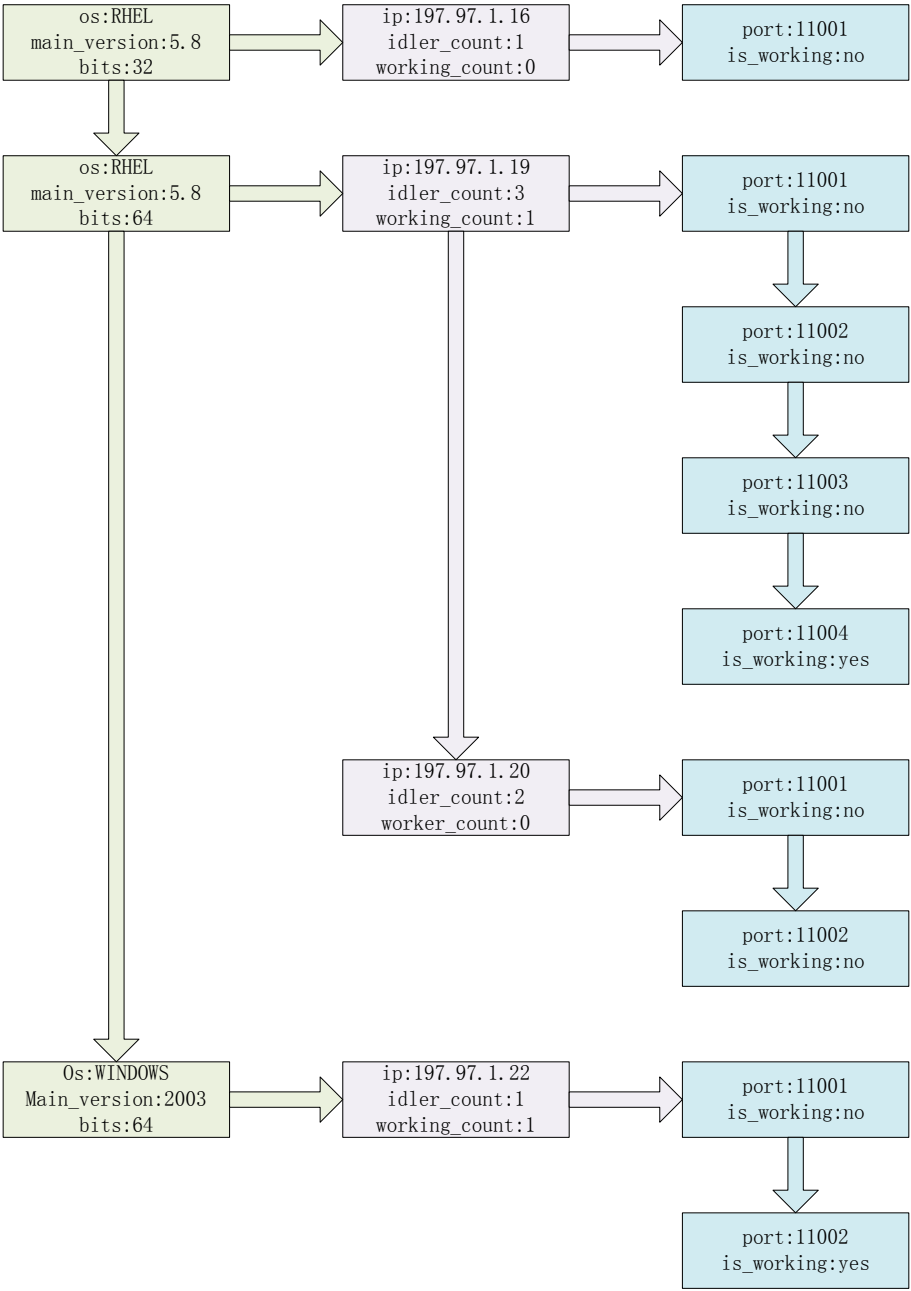 os:RHEL
main_version:5.8
bits:32
ip:197.97.1.16
idler_count:1
working_count:0
port:11001
is_working:no
os:RHEL
main_version:5.8
bits:64
ip:197.97.1.19
idler_count:3
working_count:1
port:11001
is_working:no
port:11002
is_working:no
port:11003
is_working:no
port:11004
is_working:yes
ip:197.97.1.20
idler_count:2
worker_count:0
port:11001
is_working:no
port:11002
is_working:no
Os:WINDOWS
Main_version:2003
bits:64
ip:197.97.1.22
idler_count:1
working_count:1
port:11001
is_working:no
port:11002
is_working:yes